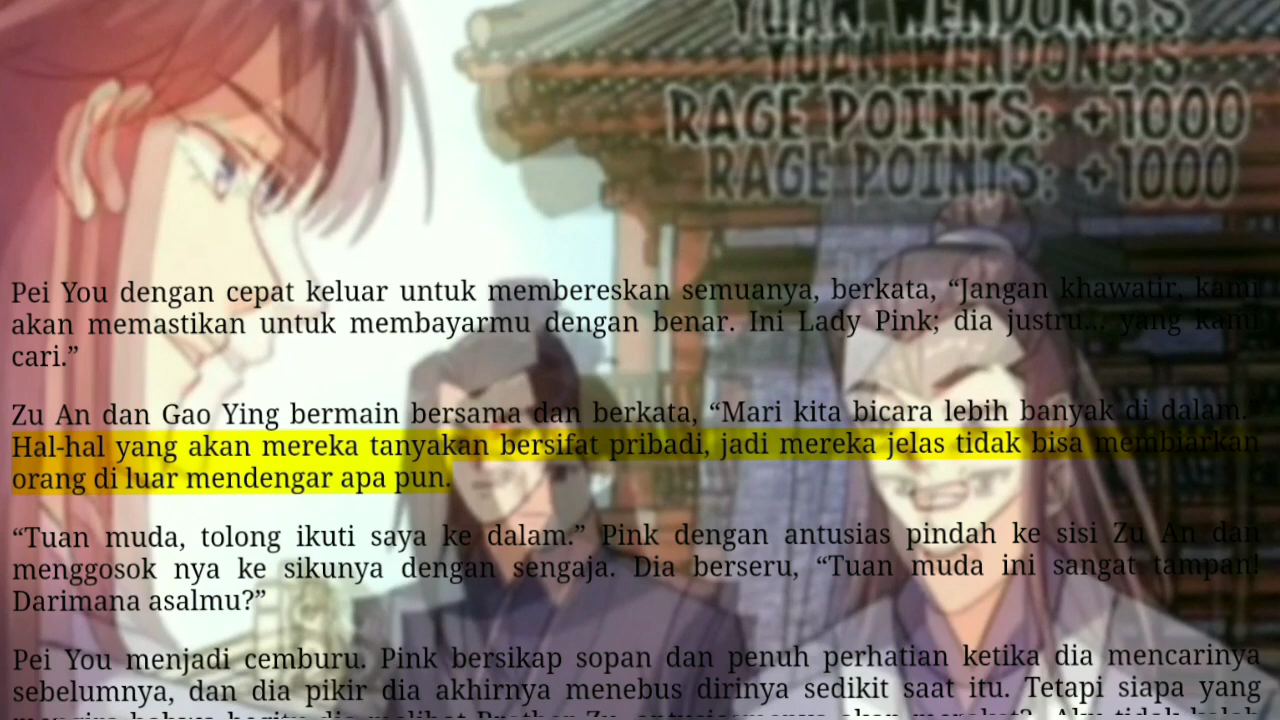 YUAN WENDONG'S
YUAN WENDONG'S
RAGE POINTS: +1000
RAGE POINTS: +1000
Pei You dengan cepat keluar untuk membereskan semuanya, berkata, “Jangan khawatir, kami
akan memastikan untuk membayarmu dengan benar. Ini Lady Pink; dia justru... yang kami
cari.”
Zu An dan Gao Ying bermain bersama dan berkata, “Mari kita bicara lebih banyak di dalam.”
Hal-hal yang akan mereka tanyakan bersifat pribadi, jadi mereka jelas tidak bisa membiarkan
orang di luar mendengar apa pun.
“Tuan muda, tolong ikuti saya ke dalam.” Pink dengan antusias pindah ke sisi Zu An dan
menggosok nya ke sikunya dengan sengaja. Dia berseru, “Tuan muda ini sangat tampan!
Darimana asalmu?”
Pei You menjadi cemburu. Pink bersikap sopan dan penuh perhatian ketika dia mencarinya
sebelumnya, dan dia pikir dia akhirnya menebus dirinya sedikit saat itu. Tetapi siapa yang